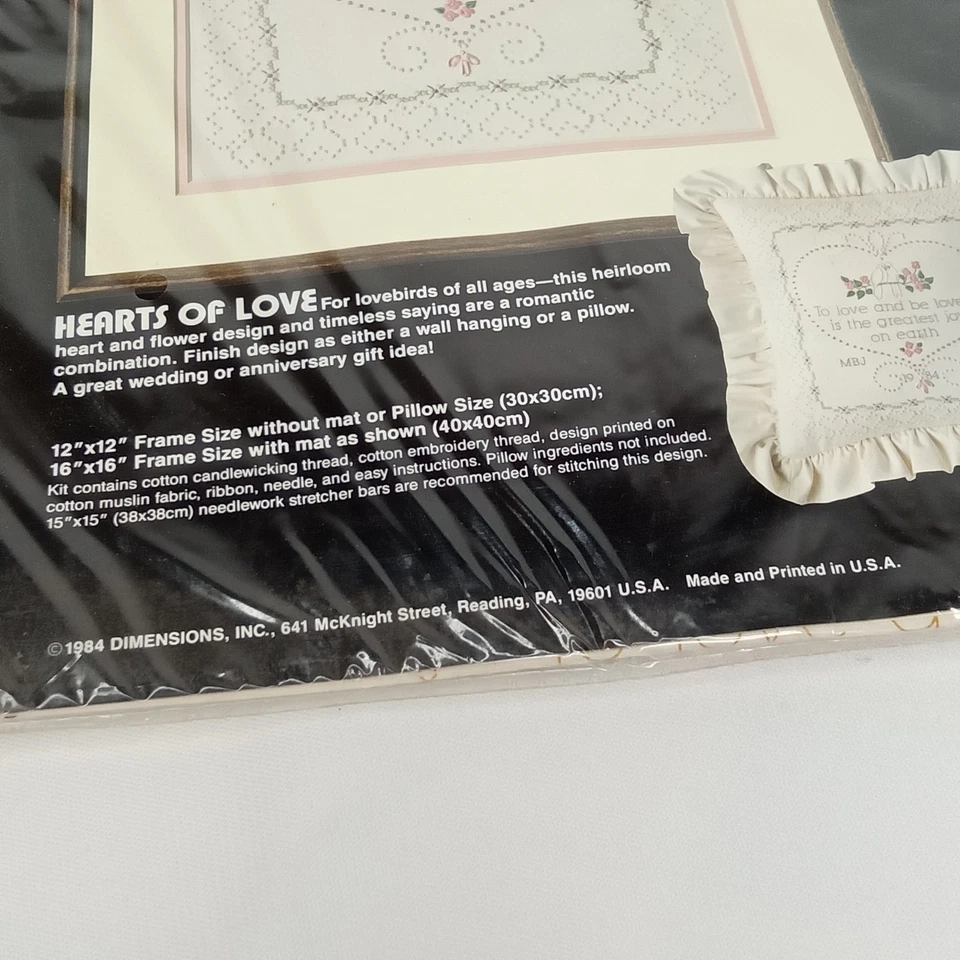 HEARTS OF LOVE For lovebirds of all ages—this heirloom
heart and flower design and timeless saying are a romantic
combination. Finish design as either a wall hanging or a pillow.
A great wedding or anniversary gift idea!
12"x12" Frame Size without mat or Pillow Size (30x30cm);
16"x16" Frame Size with mat as shown (40x40cm)
Kit contains cotton candlewicking thread, cotton embroidery thread, design printed on
cotton muslin fabric, ribbon, needle, and easy instructions. Pillow ingredients not included.
15"x15" (38x38cm) needlework stretcher bars are recommended for stitching this design.
©1984 DIMENSIONS, INC., 641 McKnight Street, Reading, PA, 19601 U.S.A. Made and Printed in U.S.A.
To love and be love
is the greatest jo
on earth
MBJ